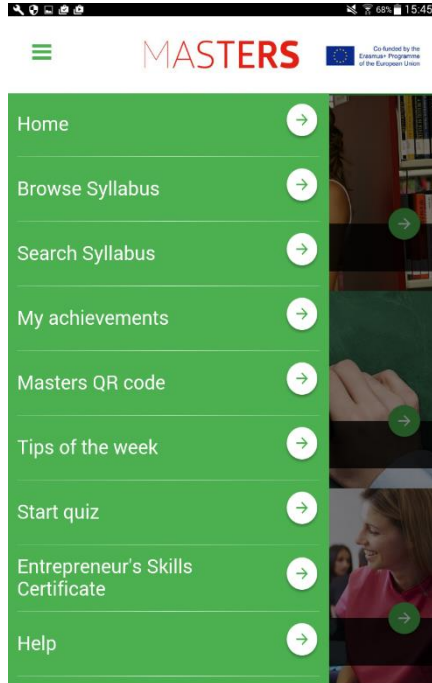 68% 15:45
MASTERS
Co-funded by the
Erasmus+ Programme
of the European Union
Home
Browse Syllabus
Search Syllabus
My achievements
Masters QR code
Tips of the week
Start quiz
Entrepreneur's Skills
Certificate
Help